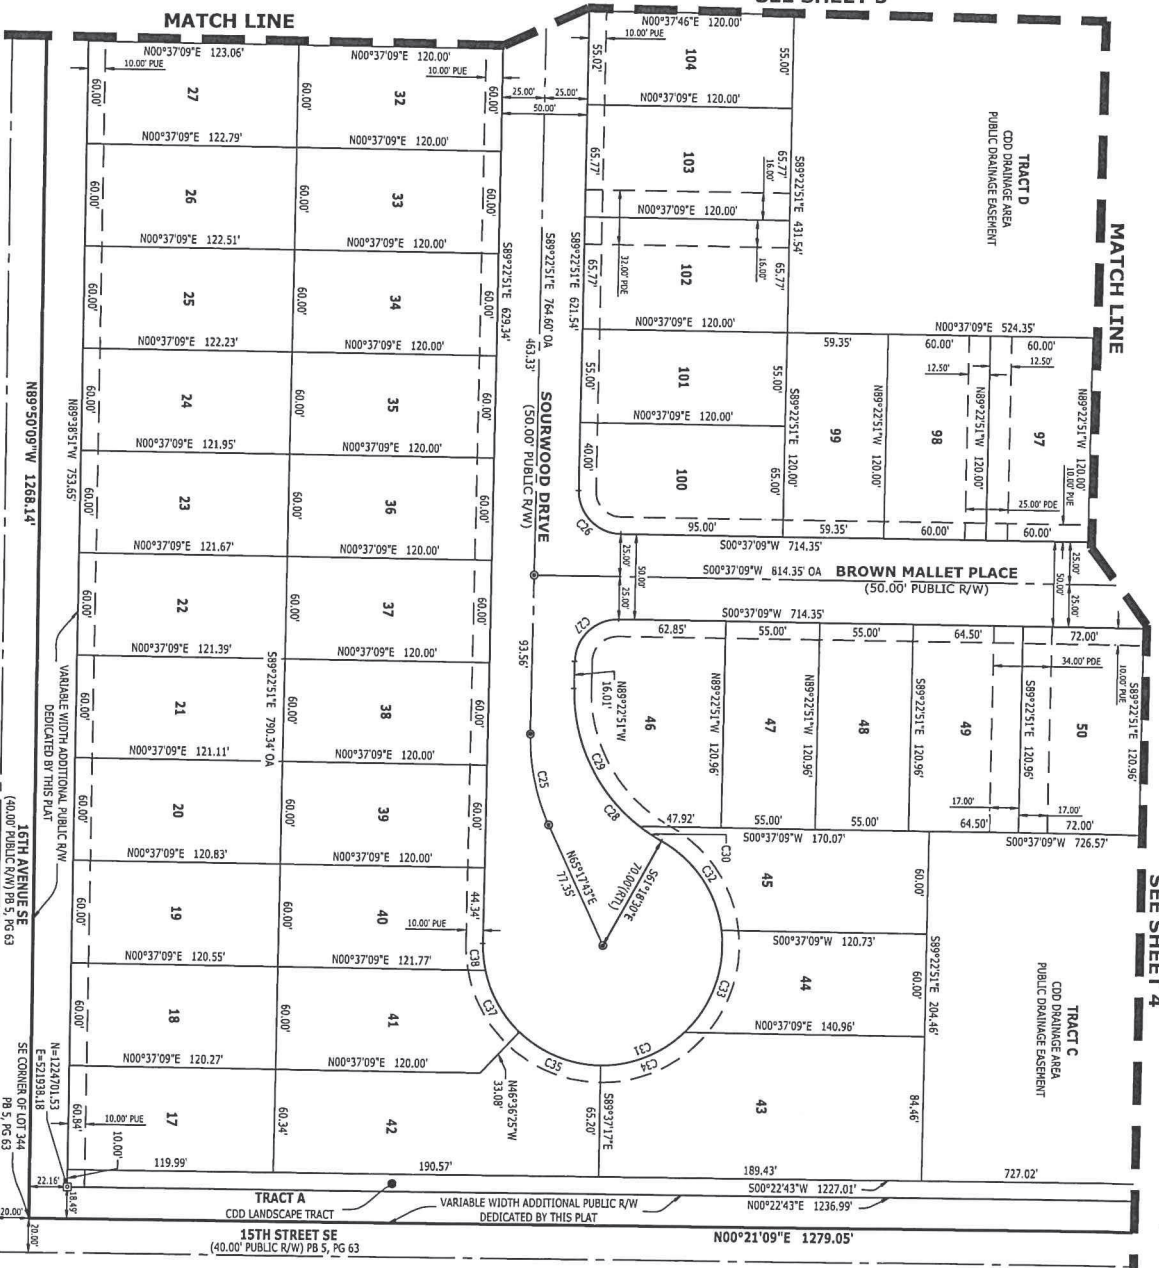 SEE SHEET 5
MATCH LINE
N00°37'46"E 120.00'
10.00' PUE
55.02'
55.00'
104
N00°37'09"E 120.00'
N00°37'09"E 123.06'
10.00' PUE
N00°37'09"E 120.00'
10.00' PUE
60.00'
27
60.00'
32
60.00'
25.00'
25.00'
50.00'
N00°37'09"E 122.79'
N00°37'09"E 120.00'
65.77'
103
65.77'
16.00'
S89°22'51"E 431.54'
TRACT D
CDD DRAINAGE AREA
PUBLIC DRAINAGE EASEMENT
MATCH LINE
60.00'
26
60.00'
33
60.00'
N00°37'09"E 120.00'
32.00' PDE
16.00'
N00°37'09"E 122.51'
N00°37'09"E 120.00'
S89°22'51"E 629.34'
S89°22'51"E 764.60' OA
463.33'
S89°22'51"E 621.54'
65.77'
102
65.77'
60.00'
25
60.00'
34
60.00'
N00°37'09"E 120.00'
N00°37'09"E 524.35'
59.35'
60.00'
60.00'
12.50'
12.50'
N00°37'09"E 122.23'
N00°37'09"E 120.00'
55.00'
101
55.00'
S89°22'51"E 120.00'
99
N89°22'51"W 120.00'
98
N89°22'51"W 120.00'
97
N89°22'51"W 120.00'
10.00' PUE
25.00' PDE
N89°50'09"W 1268.14'
N89°38'51"W 753.65'
60.00'
24
60.00'
35
60.00'
SOURWOOD DRIVE
(50.00' PUBLIC R/W)
N00°37'09"E 120.00'
N00°37'09"E 121.95'
N00°37'09"E 120.00'
40.00'
100
65.00'
60.00'
23
60.00'
36
60.00'
C26
95.00'
59.35'
60.00'
60.00'
S00°37'09"W 714.35'
N00°37'09"E 121.67'
N00°37'09"E 120.00'
25.00'
50.00'
25.00'
S00°37'09"W 814.35' OA
BROWN MALLET PLACE
(50.00' PUBLIC R/W)
25.00'
50.00'
25.00'
60.00'
22
60.00'
37
60.00'
S00°37'09"W 714.35'
C27
62.85'
55.00'
55.00'
64.50'
72.00'
34.00' PDE
10.00' PUE
N00°37'09"E 121.39'
N00°37'09"E 120.00'
93.56'
S89°22'51"E 790.34' OA
N89°22'51"W
16.01'
46
N89°22'51"W 120.96'
47
N89°22'51"W 120.96'
48
S89°22'51"E 120.96'
49
S89°22'51"E 120.96'
50
S89°22'51"E 120.96'
VARIABLE WIDTH ADDITIONAL PUBLIC R/W
DEDICATED BY THIS PLAT
60.00'
21
60.00'
38
60.00'
N00°37'09"E 121.11'
N00°37'09"E 120.00'
C25
C29
C28
17.00'
17.00'
47.92'
55.00'
55.00'
64.50'
72.00'
S00°37'09"W 170.07'
S00°37'09"W 726.57'
60.00'
20
60.00'
39
60.00'
N00°37'09"E 120.83'
N00°37'09"E 120.00'
N65°17'43"E
77.35'
S61°18'30"E
70.00'(RTL)
C30
C32
45
60.00'
SEE SHEET 4
16TH AVENUE SE
(40.00' PUBLIC R/W) PB 5, PG 63
60.00'
19
60.00'
40
44.34'
10.00' PUE
C38
S00°37'09"W 120.73'
S89°22'51"E 204.46'
N00°37'09"E 120.55'
N00°37'09"E 121.77'
60.00'
18
60.00'
41
C37
44
C33
60.00'
TRACT C
CDD DRAINAGE AREA
PUBLIC DRAINAGE EASEMENT
N00°37'09"E 120.27'
N00°37'09"E 120.00'
N00°37'09"E 140.96'
N46°36'25"W
33.08'
C35
C31
C34
N=1224701.53
E=521938.18
SE CORNER OF LOT 344
PB 5, PG 63
60.84'
10.00' PUE
17
60.34'
42
S89°37'17"E
65.20'
43
84.46'
10.00'
119.99'
190.57'
189.43'
727.02'
22.16'
18.49'
S00°22'43"W 1227.01'
TRACT A
CDD LANDSCAPE TRACT
VARIABLE WIDTH ADDITIONAL PUBLIC R/W
DEDICATED BY THIS PLAT
N00°22'43"E 1236.99'
20.00'
20.00'
15TH STREET SE
(40.00' PUBLIC R/W) PB 5, PG 63
N00°21'09"E 1279.05'